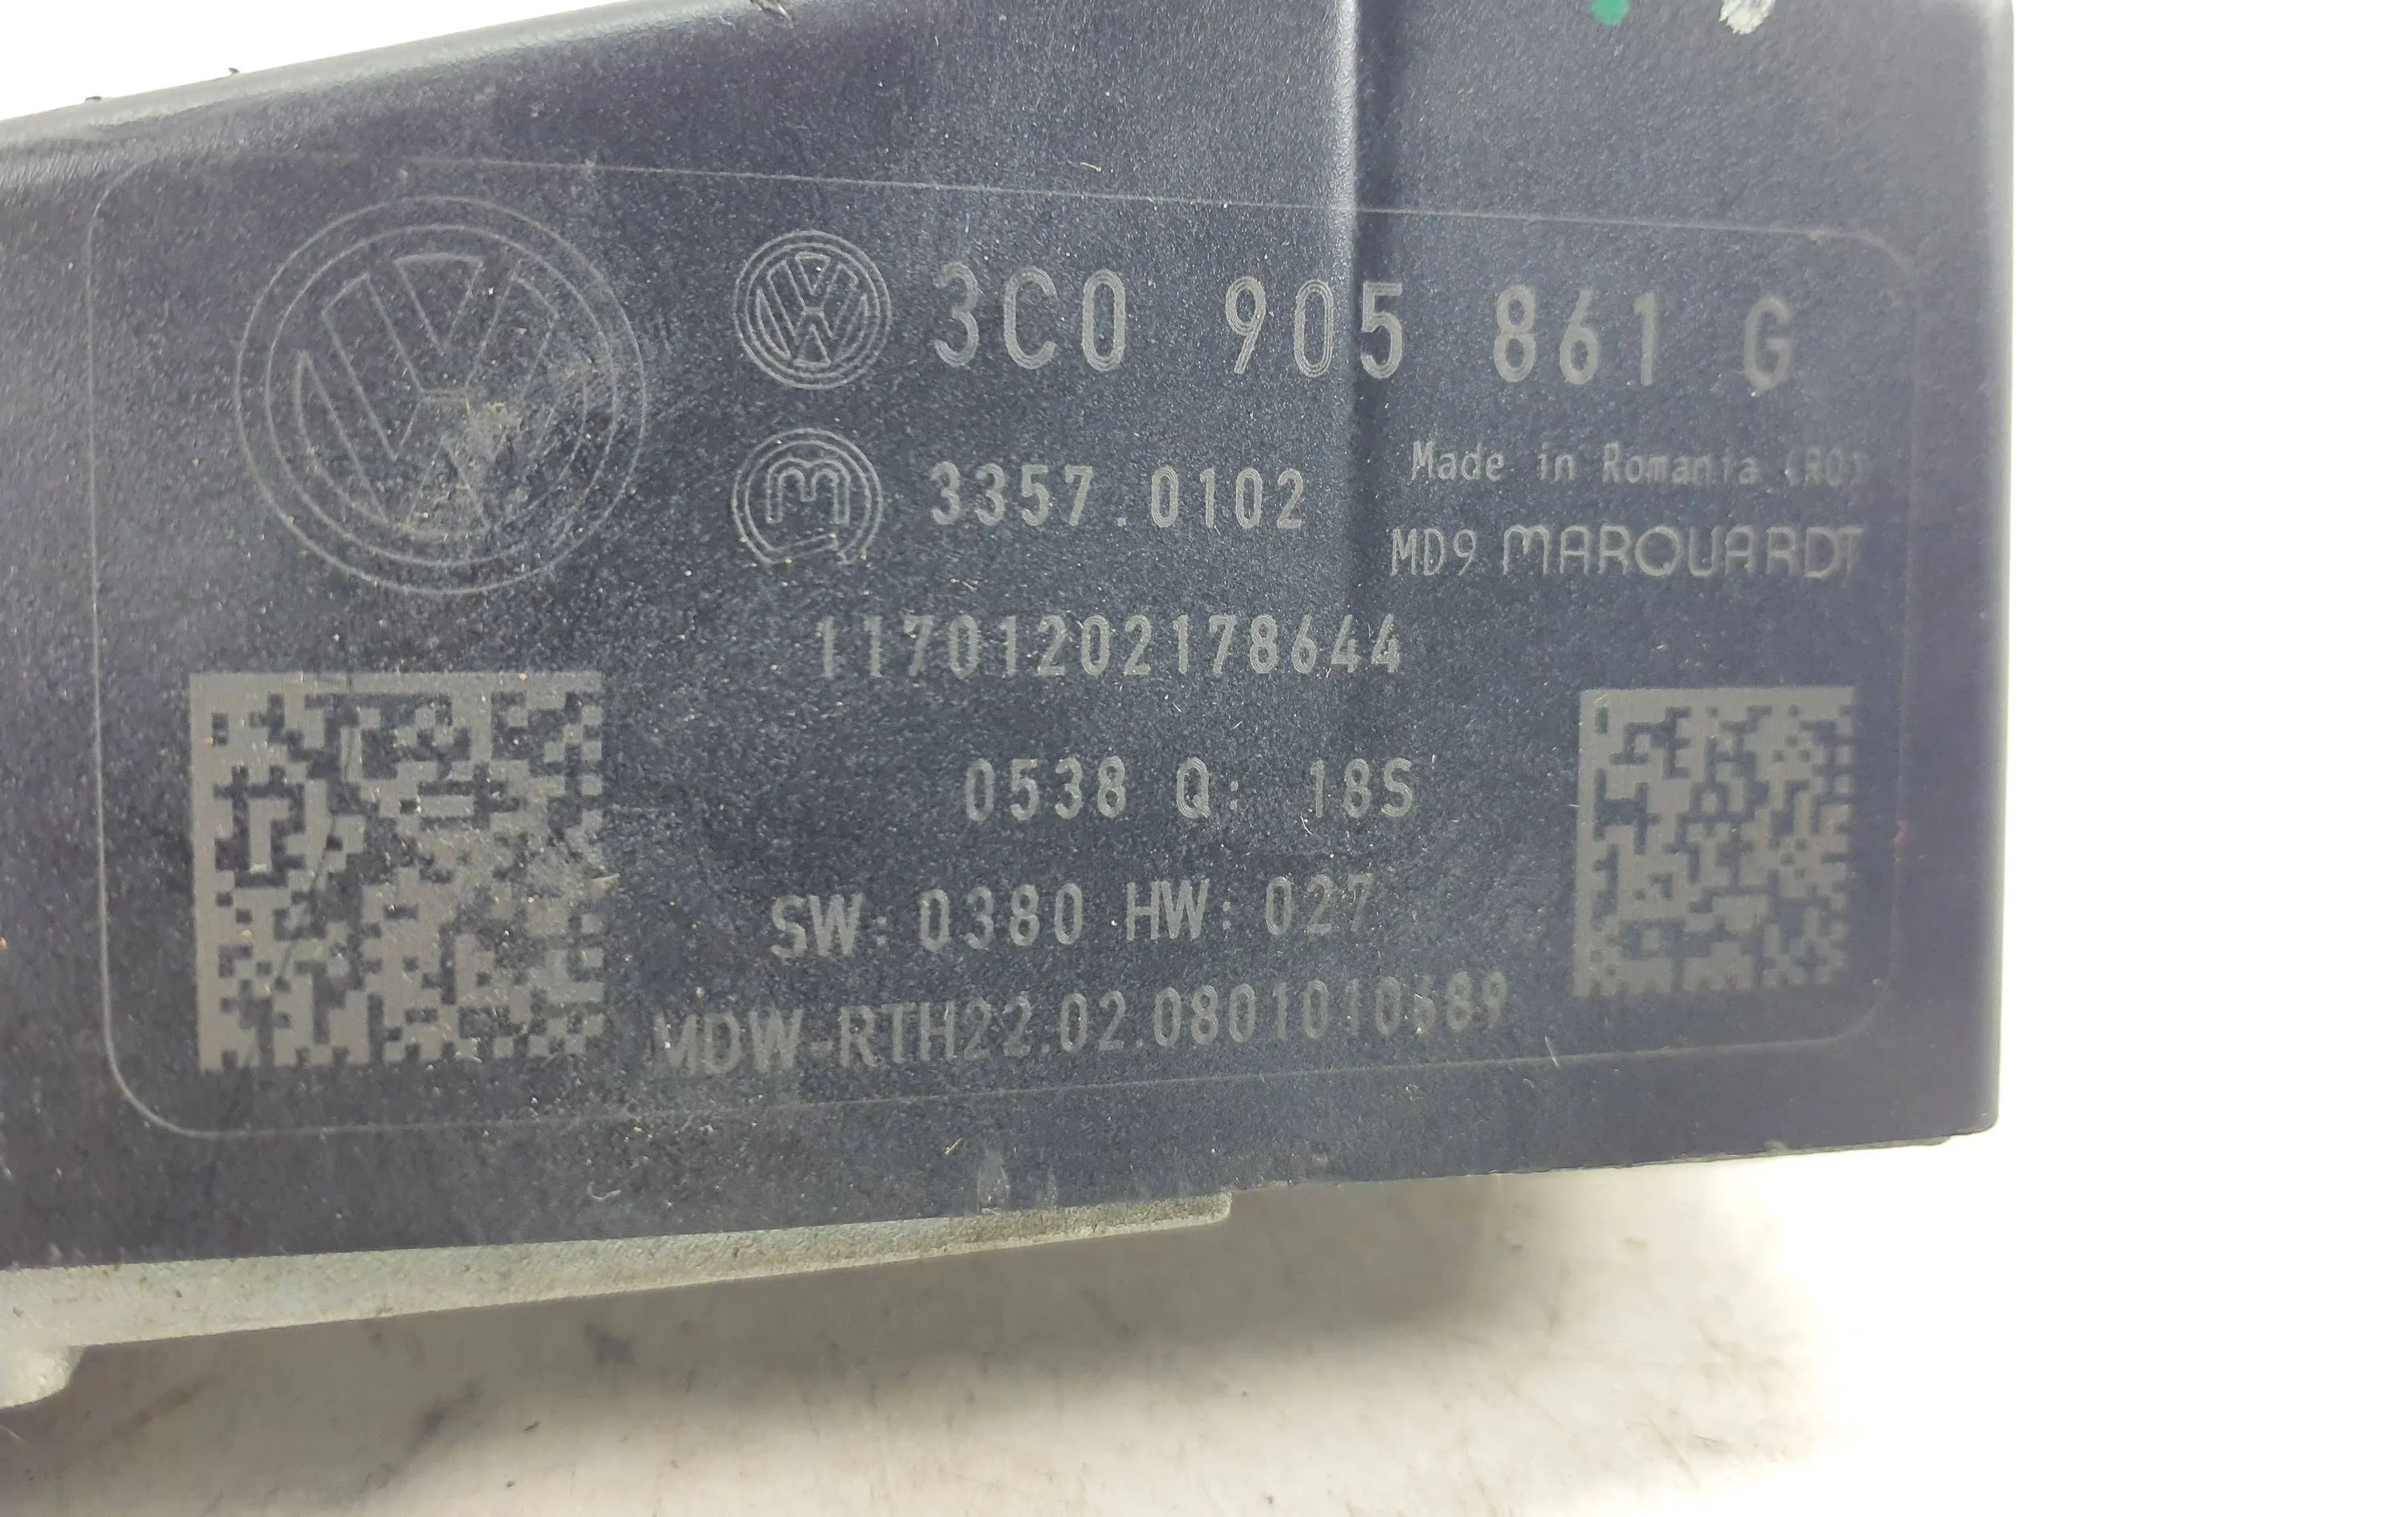 3C0 905 861 G
Made in Romania (RO)
3357.0102
MD9 MARQUARDT
11701202178644
0538 Q: 18S
SW: 0380 HW: 027
MDW-RTH22.02.0801010689